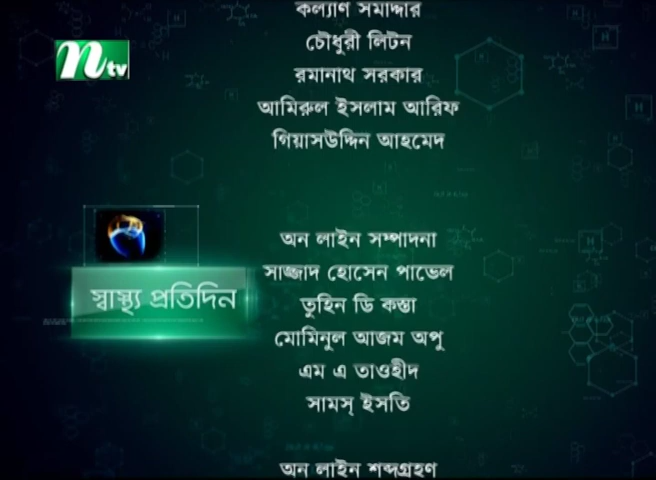 কল্যাণ সমাদ্দার
চৌধুরী লিটন
রমানাথ সরকার
আমিরুল ইসলাম আরিফ
গিয়াসউদ্দিন আহমেদ
ntv
অন লাইন সম্পাদনা
সাজ্জাদ হোসেন পাভেল
তুহিন ডি কস্তা
মোমিনুল আজম অপু
এম এ তাওহীদ
সামস্ ইসতি
স্বাস্থ্য প্রতিদিন
অন লাইন শব্দগ্রহণ